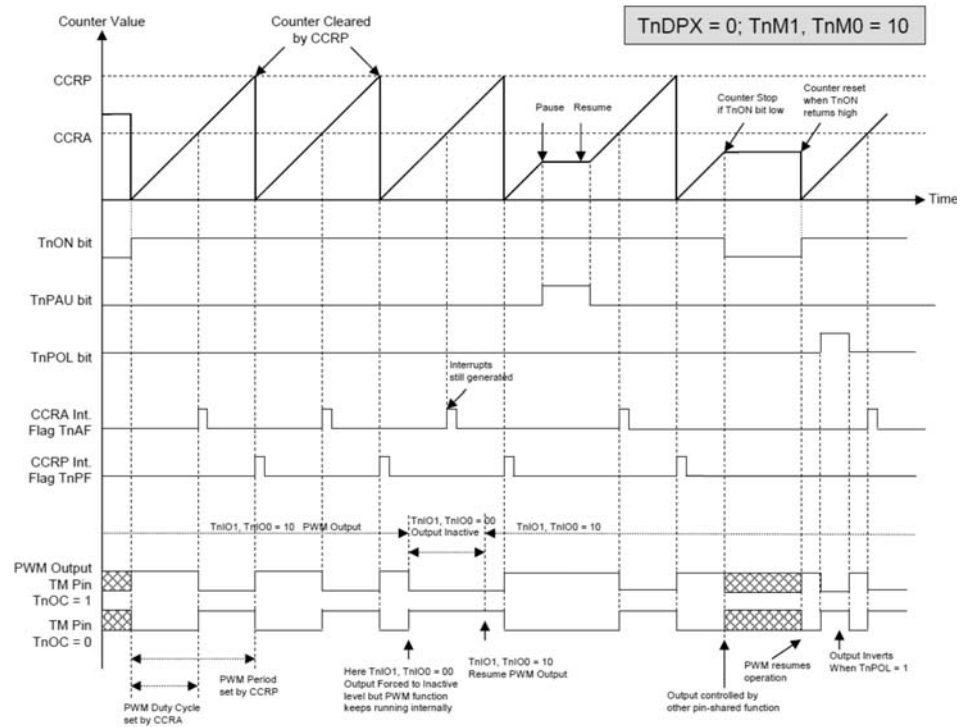 TnDPX = 0; TnM1, TnM0 = 10
Counter Value
Counter Cleared
by CCRP
CCRP
CCRA
Pause
Resume
Counter Stop
if TnON bit low
Counter reset
when TnON
returns high
Time
TnON bit
TnPAU bit
TnPOL bit
Interrupts
still generated
CCRA Int.
Flag TnAF
CCRP Int.
Flag TnPF
TnIO1, TnIO0 = 10 PWM Output
TnIO1, TnIO0 = 00
Output Inactive
TnIO1, TnIO0 = 10
PWM Output
TM Pin
TnOC = 1
TM Pin
TnOC = 0
PWM Period
set by CCRP
PWM Duty Cycle
set by CCRA
Here TnIO1, TnIO0 = 00
Output Forced to Inactive
level but PWM function
keeps running internally
TnIO1, TnIO0 = 10
Resume PWM Output
Output controlled by
other pin-shared function
PWM resumes
operation
Output Inverts
When TnPOL = 1